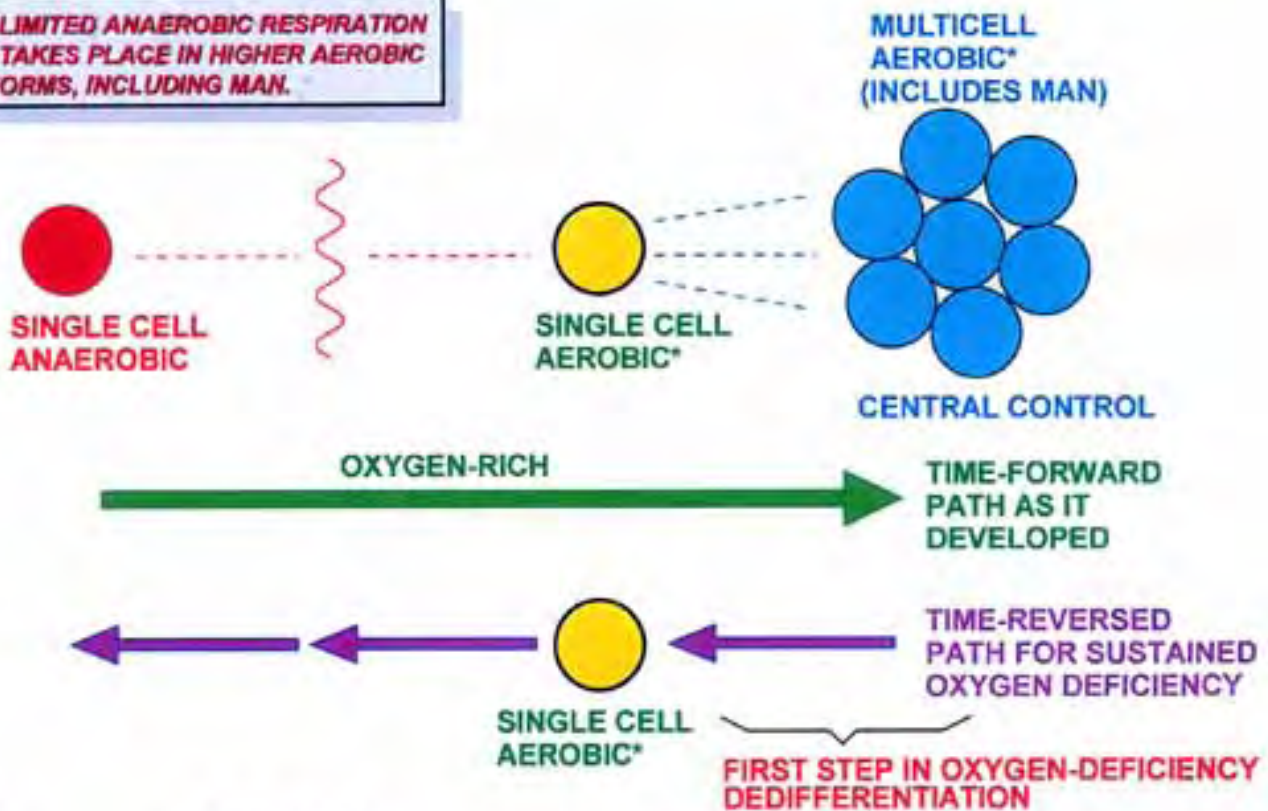 LIMITED ANAEROBIC RESPIRATION
TAKES PLACE IN HIGHER AEROBIC
ORMS, INCLUDING MAN.
MULTICELL
AEROBIC*
(INCLUDES MAN)
SINGLE CELL
ANAEROBIC
SINGLE CELL
AEROBIC*
CENTRAL CONTROL
OXYGEN-RICH
TIME-FORWARD
PATH AS IT
DEVELOPED
TIME-REVERSED
PATH FOR SUSTAINED
OXYGEN DEFICIENCY
SINGLE CELL
AEROBIC*
FIRST STEP IN OXYGEN-DEFICIENCY
DEDIFFERENTIATION